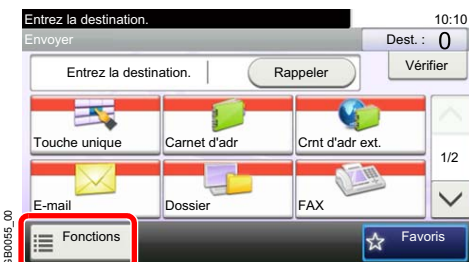 Entrez la destination.
10:10
Envoyer
Dest. : 0
Entrez la destination.
Rappeler
Vérifier
Touche unique
Carnet d'adr
Crnt d'adr ext.
1/2
E-mail
Dossier
FAX
Fonctions
Favoris
GB0055_00